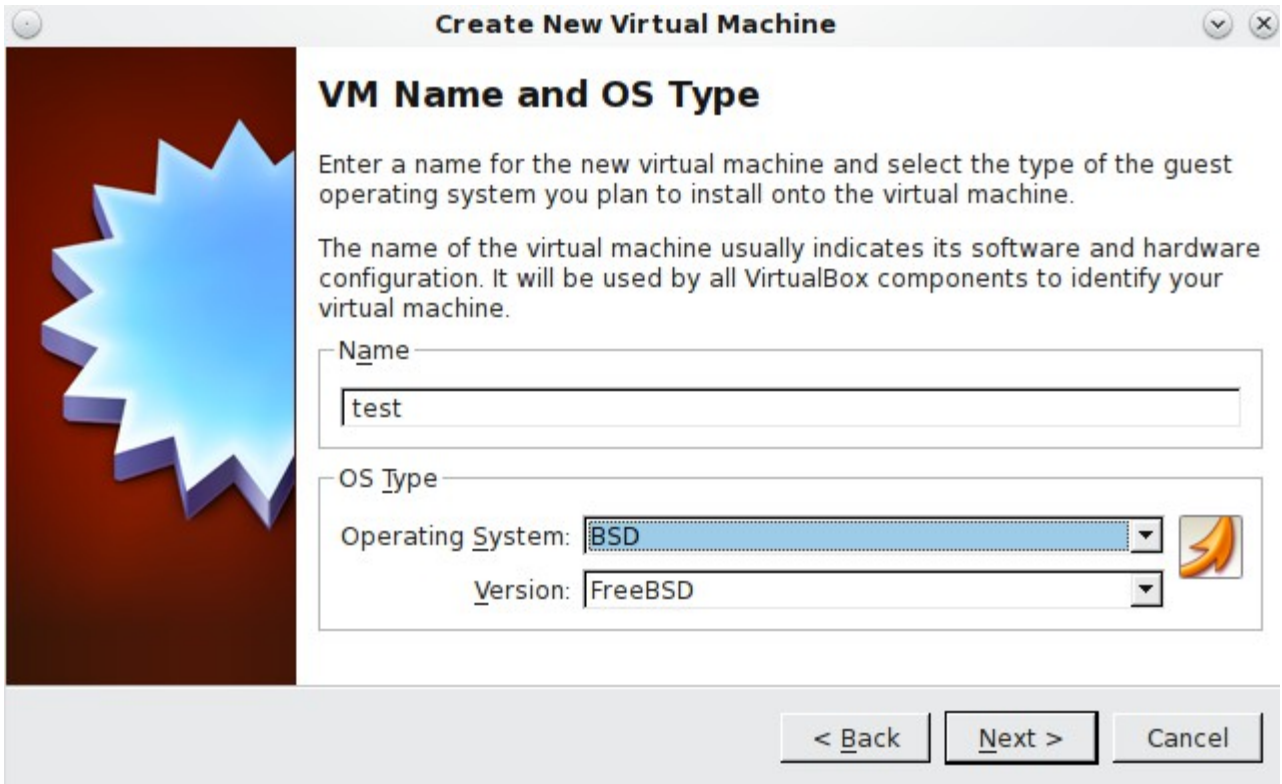 Create New Virtual Machine
VM Name and OS Type
Enter a name for the new virtual machine and select the type of the guest
operating system you plan to install onto the virtual machine.
The name of the virtual machine usually indicates its software and hardware
configuration. It will be used by all VirtualBox components to identify your
virtual machine.
Name
test
OS Type
Operating System: BSD
Version: FreeBSD
< Back Next > Cancel